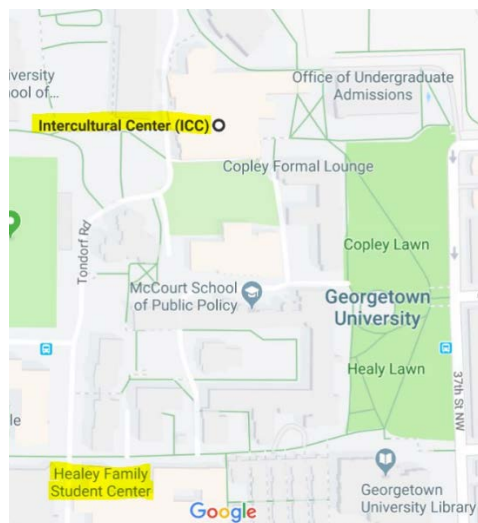 iversity
ool of...
Office of Undergraduate
Admissions
Intercultural Center (ICC)
Copley Formal Lounge
Tondorf Rd
Copley Lawn
McCourt School
of Public Policy
Georgetown
University
Healy Lawn
37th St NW
le
Healey Family
Student Center
Georgetown
University Library
Google